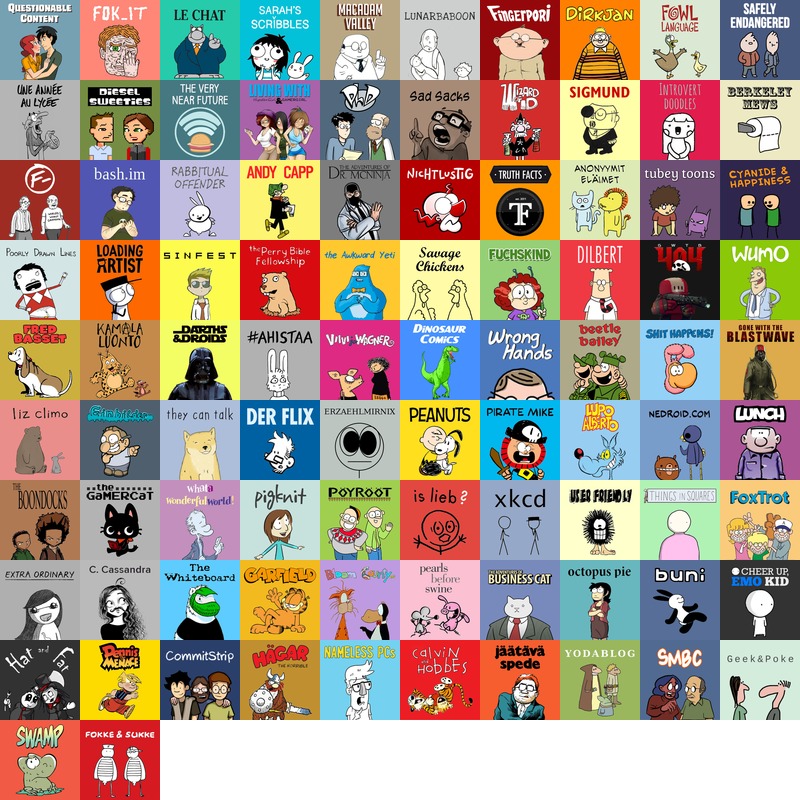 QUESTIONABLE CONTENT
FOK_IT
LE CHAT
SARAH'S SCRIBBLES
MACADAM VALLEY
LUNARBABOON
FINGERPORI
DIRKJAN
FOWL LANGUAGE
SAFELY ENDANGERED
UNE ANNÉE AU LYCÉE
DIESEL SWEETIES
THE VERY NEAR FUTURE
LIVING WITH
PHD
SAD SACKS
WIZARD of ID
SIGMUND
INTROVERT DOODLES
BERKELEY MEWS
F-
bash.im
RABBITUAL OFFENDER
ANDY CAPP
THE ADVENTURES OF DR. MCNINJA
NICHTLUSTIG
TRUTH FACTS
TF
ANONYYMIT ELÄIMET
tubey toons
CYANIDE & HAPPINESS
POORLY DRAWN LINES
LOADING ARTIST
SINFEST
the Perry Bible Fellowship
the Awkward Yeti
Savage Chickens
FUCHSKIND
DILBERT
WUMO
FRED BASSET
KAMALA LUONTO
DARTHS & DROIDS
#AHISTAA
VIIVI & WAGNER
DINOSAUR COMICS
Wrong Hands
beetle bailey
SHIT HAPPENS!
GONE WITH THE BLASTWAVE
liz climo
they can talk
DER FLIX
ERZAEHLMIRNIX
PEANUTS
PIRATE MIKE
LUPO ALBERTO
NEDROID.COM
LUNCH
THE BOONDOCKS
the GaMERCaT
what a wonderful world!
pigknit
POYROOT
is lieb?
xkcd
USER FRIENDLY
THINGS IN SQUARES
FOXTROT
EXTRA ORDINARY
C. Cassandra
The Whiteboard
GARFIELD
Bloom County
pearls before swine
THE ADVENTURES OF BUSINESS CAT
octopus pie
buni
CHEER UP, EMO KID
Hat and Fat
Dennis the MENACE
COMMITSTRIP
HÄGAR THE HORRIBLE
NAMELESS PCs
CALVIN and HOBBES
jäätävä spede
YODABLOG
SMBC
Geek&Poke
SWAMP
FOKKE & SUKKE